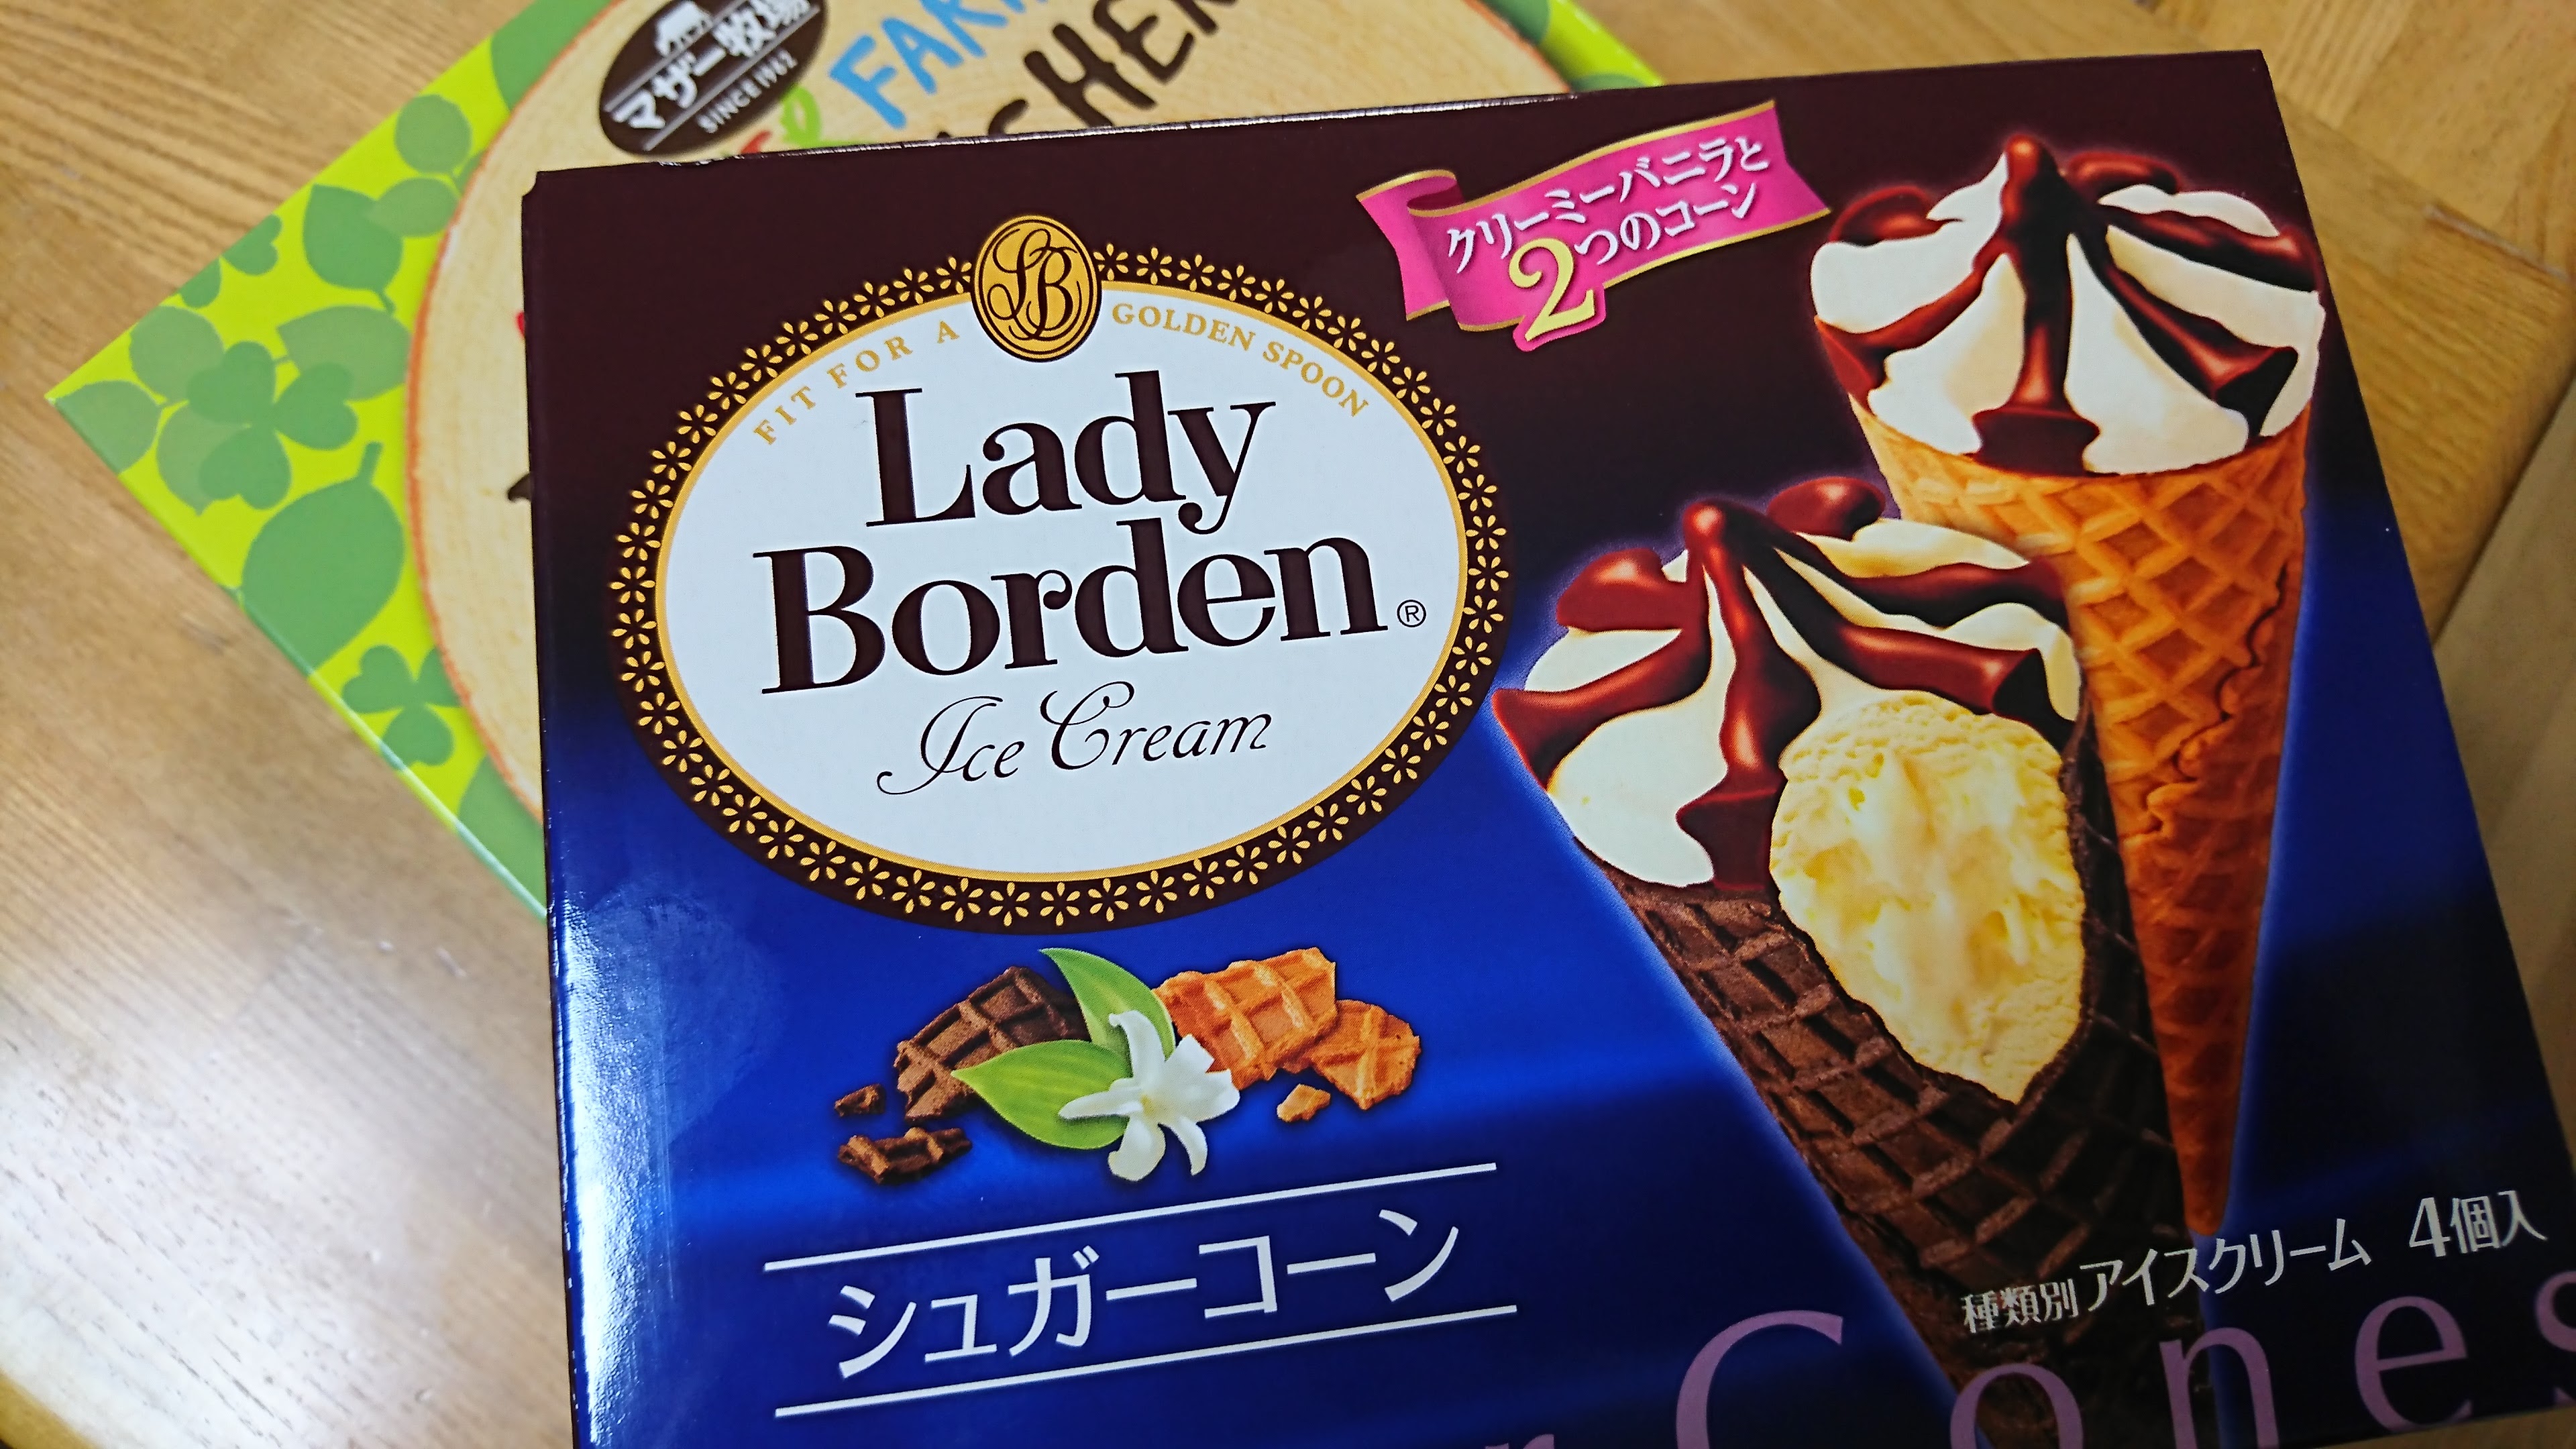 マザー牧場
SINCE 1962
FARM
クリーミーバニラと
2つのコーン
LB
FIT FOR A GOLDEN SPOON
Lady
Borden®
Ice Cream
シュガーコーン
種類別アイスクリーム 4個入
Cones